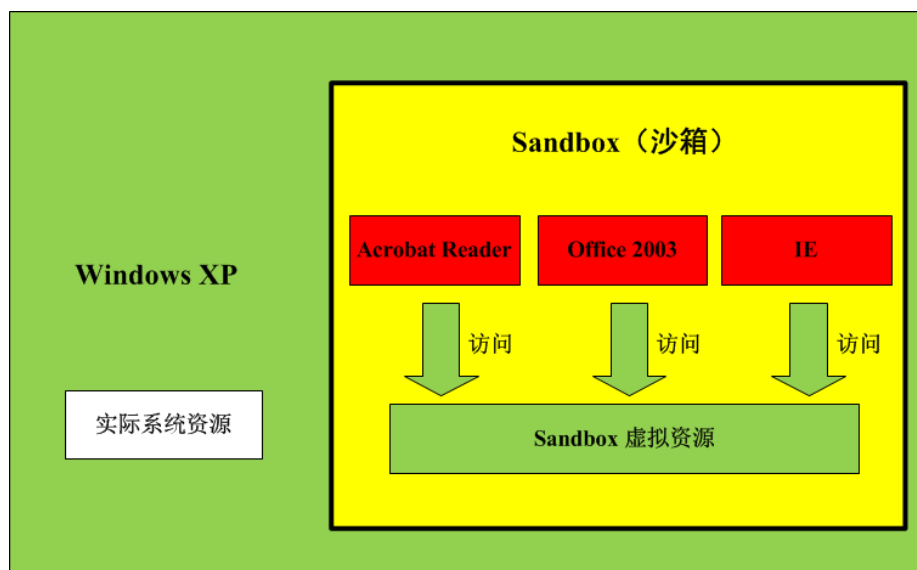 Sandbox（沙箱）
Acrobat Reader
Office 2003
IE
Windows XP
访问
访问
访问
实际系统资源
Sandbox 虚拟资源